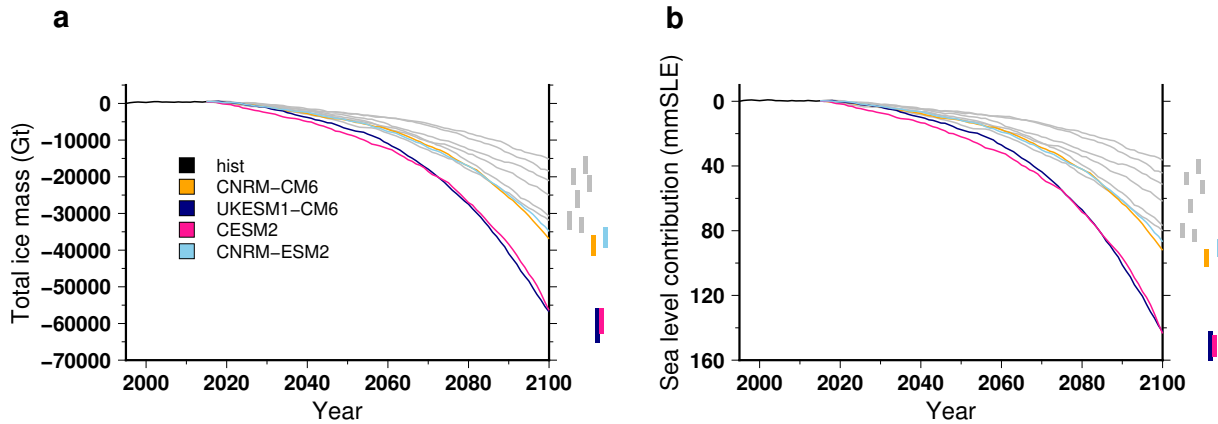 a
Total ice mass (Gt)
0
−10000
−20000
−30000
−40000
−50000
−60000
−70000
hist
CNRM−CM6
UKESM1−CM6
CESM2
CNRM−ESM2
2000 2020 2040 2060 2080 2100
Year
b
Sea level contribution (mmSLE)
0
40
80
120
160
2000 2020 2040 2060 2080 2100
Year